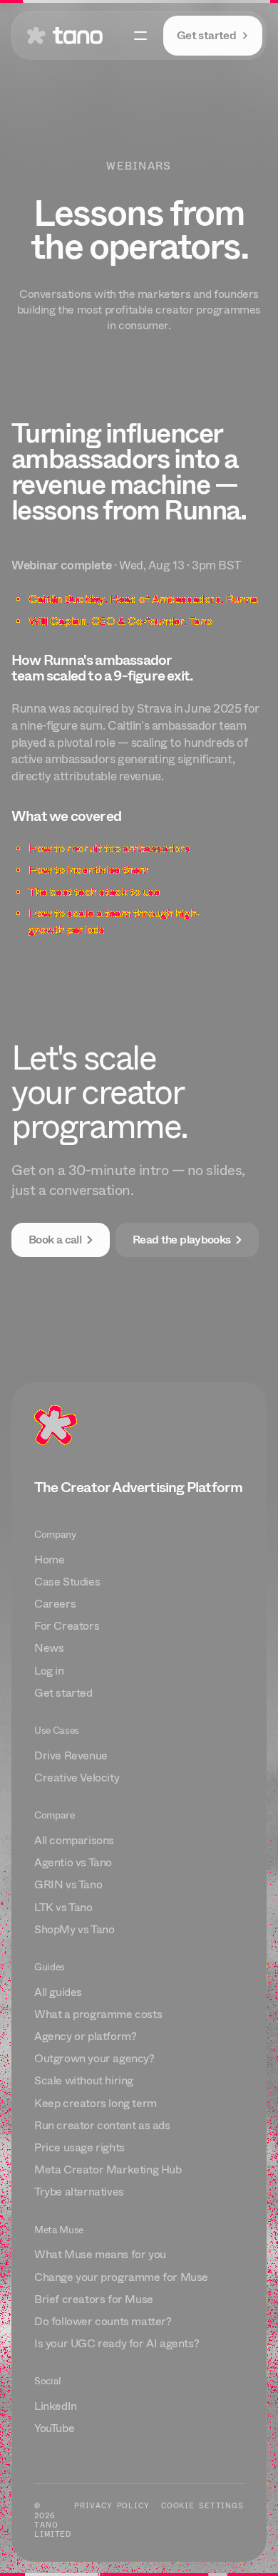 tano
Get started
WEBINARS
Lessons from
the operators.
Conversations with the marketers and founders
building the most profitable creator programmes
in consumer.
Turning influencer
ambassadors into a
revenue machine —
lessons from Runna.
Webinar complete · Wed, Aug 13 · 3pm BST
Caitlin Buckley, Head of Ambassadors, Runna
Will Captan, CEO & Co-founder, Tano
How Runna's ambassador
team scaled to a 9-figure exit.
Runna was acquired by Strava in June 2025 for
a nine-figure sum. Caitlin's ambassador team
played a pivotal role — scaling to hundreds of
active ambassadors generating significant,
directly attributable revenue.
What we covered
How to recruit top ambassadors
How to incentivise them
The best tech stack to use
How to scale a team through high-
growth periods
Let's scale
your creator
programme.
Get on a 30-minute intro — no slides,
just a conversation.
Book a call
Read the playbooks
The Creator Advertising Platform
Company
Home
Case Studies
Careers
For Creators
News
Log in
Get started
Use Cases
Drive Revenue
Creative Velocity
Compare
All comparisons
Agentio vs Tano
GRIN vs Tano
LTK vs Tano
ShopMy vs Tano
Guides
All guides
What a programme costs
Agency or platform?
Outgrown your agency?
Scale without hiring
Keep creators long term
Run creator content as ads
Price usage rights
Meta Creator Marketing Hub
Trybe alternatives
Meta Muse
What Muse means for you
Change your programme for Muse
Brief creators for Muse
Do follower counts matter?
Is your UGC ready for AI agents?
Social
LinkedIn
YouTube
© 2026 TANO LIMITED
PRIVACY POLICY
COOKIE SETTINGS